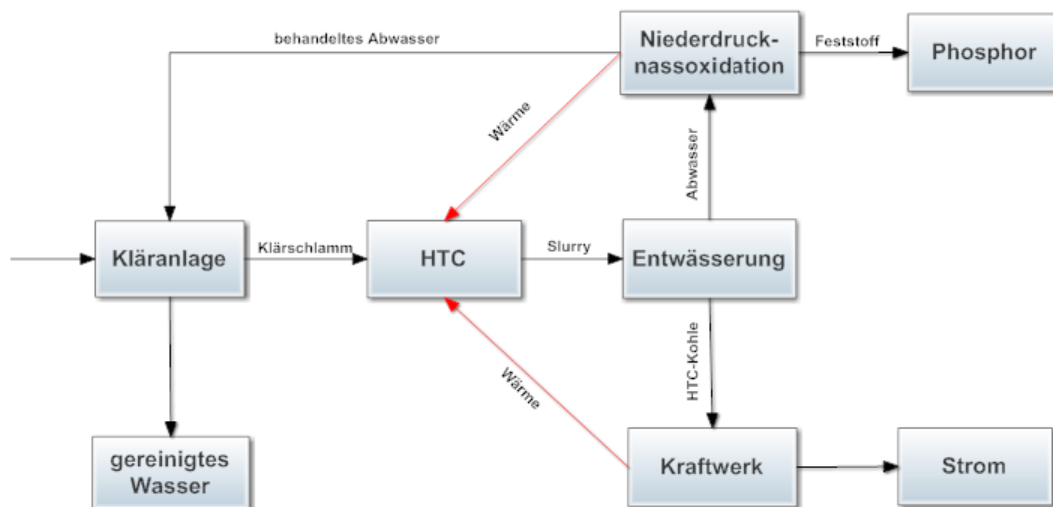 behandeltes Abwasser
Niederdruck-
nassoxidation
Feststoff
Phosphor
Wärme
Abwasser
Kläranlage
Klärschlamm
HTC
Slurry
Entwässerung
Wärme
HTC-Kohle
gereinigtes
Wasser
Kraftwerk
Strom